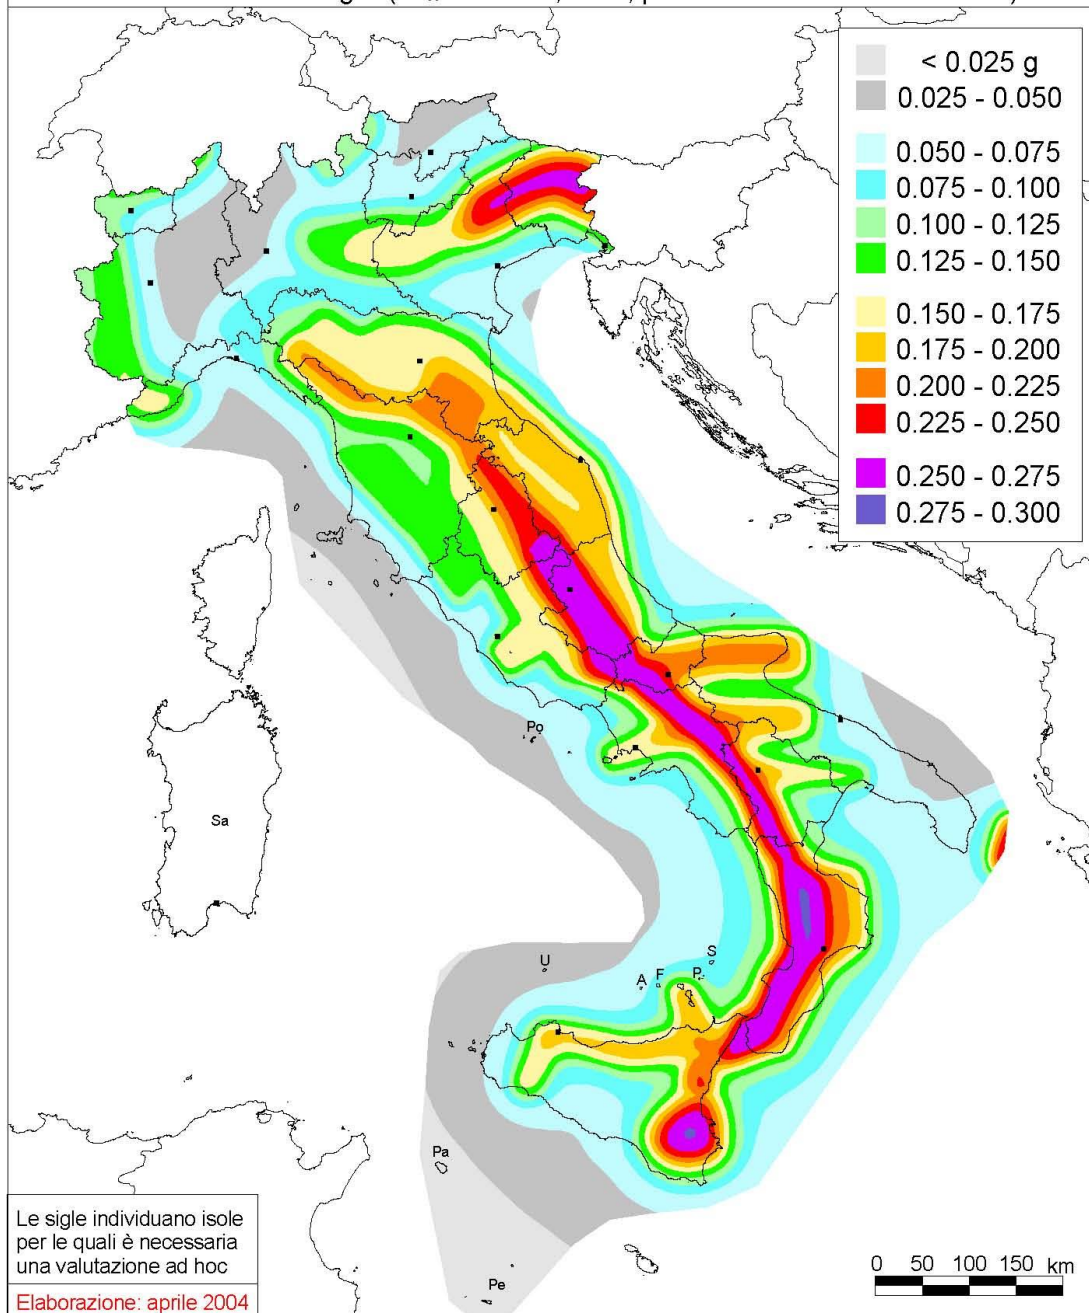 < 0.025 g
0.025 - 0.050
0.050 - 0.075
0.075 - 0.100
0.100 - 0.125
0.125 - 0.150
0.150 - 0.175
0.175 - 0.200
0.200 - 0.225
0.225 - 0.250
0.250 - 0.275
0.275 - 0.300
Po
Sa
U
A
F
P
S
Pa
Pe
Le sigle individuano isole
per le quali è necessaria
una valutazione ad hoc
Elaborazione: aprile 2004
0 50 100 150 km